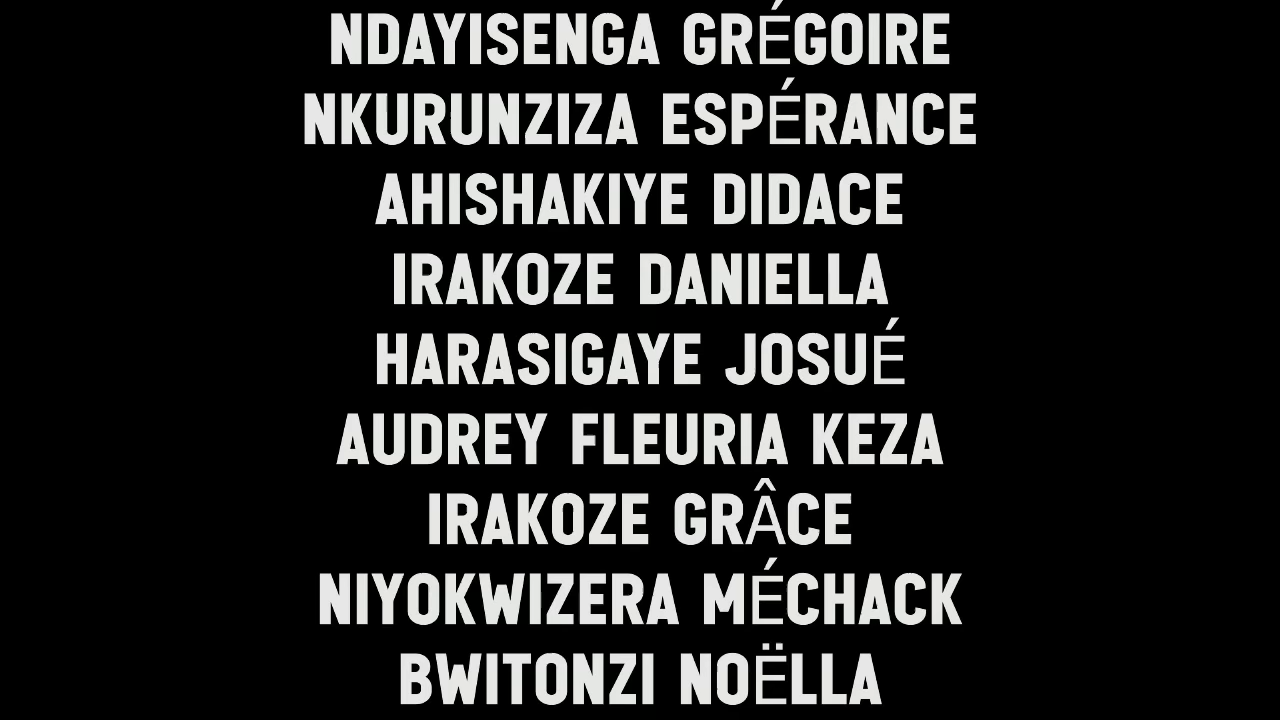 NDAYISENGA GRÉGOIRE
NKURUNZIZA ESPÉRANCE
AHISHAKIYE DIDACE
IRAKOZE DANIELLA
HARASIGAYE JOSUÉ
AUDREY FLEURIA KEZA
IRAKOZE GRÂCE
NIYOKWIZERA MÉCHACK
BWITONZI NOËLLA